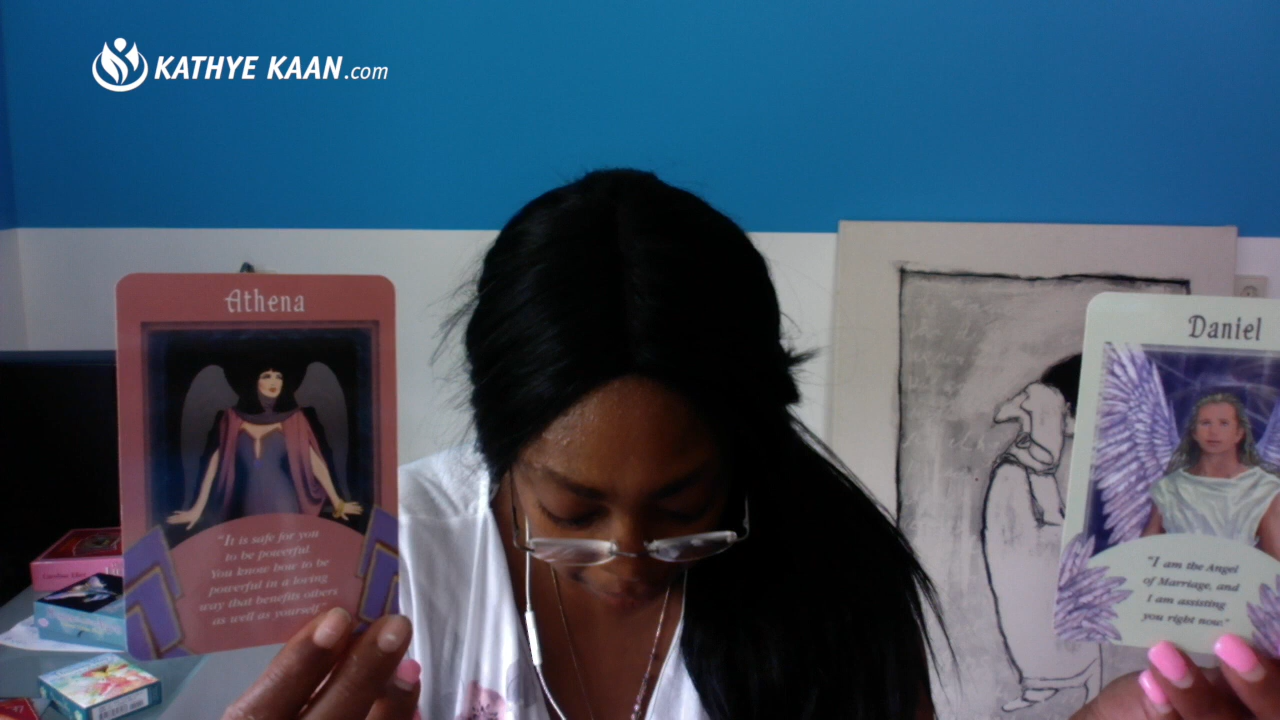 KATHYE KAAN.com
Athena
"It is safe for you
to be powerful.
You know how to be
powerful in a loving
way that benefits others
as well as yourself."
Daniel
"I am the Angel
of Marriage, and
I am assisting
you right now."